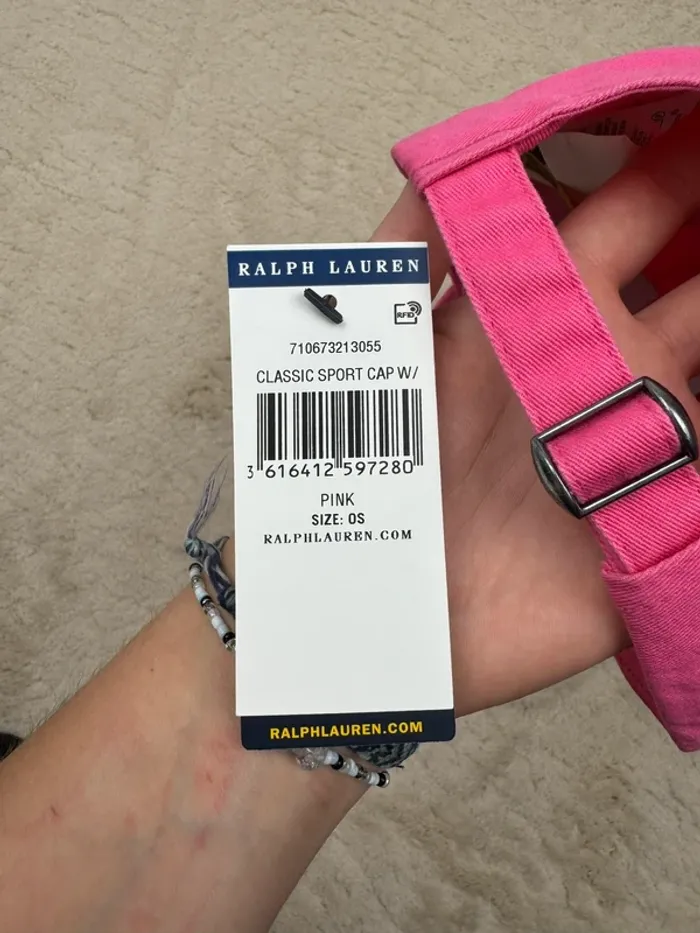 RALPH LAUREN
RFID
710673213055
CLASSIC SPORT CAP W/
3 616412 597280
PINK
SIZE: OS
RALPHLAUREN.COM
RALPHLAUREN.COM